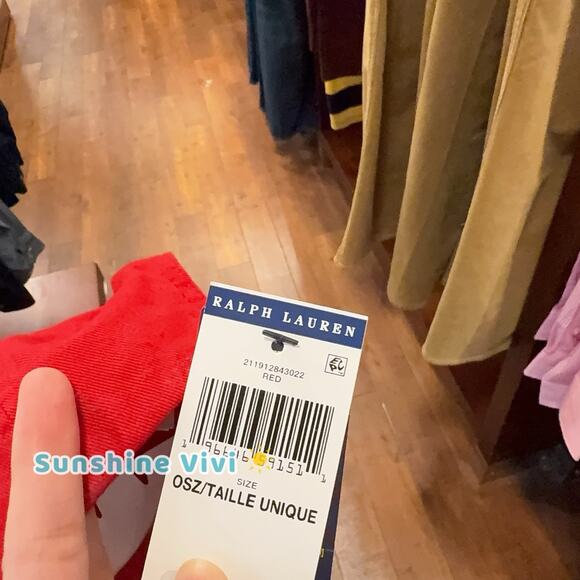 RALPH LAUREN
211912843022
RED
SIZE
OSZ/TAILLE UNIQUE
Sunshine Vivi